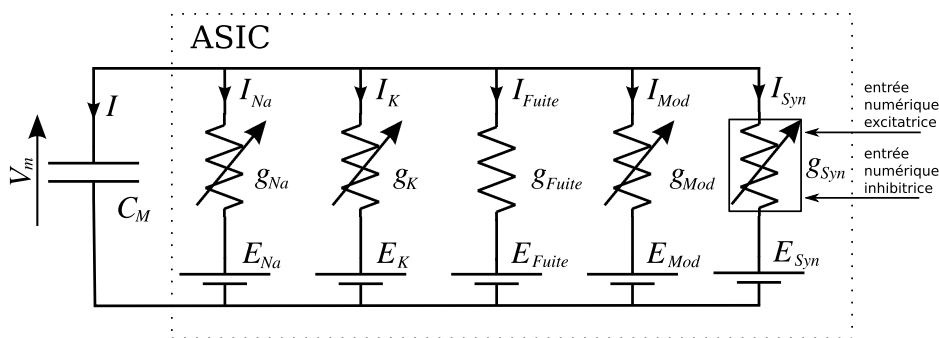 ASIC
I
I_Na
I_K
I_Fuite
I_Mod
I_Syn
entrée
numérique
excitatrice
V_m
g_Na
g_K
g_Fuite
g_Mod
g_Syn
entrée
numérique
inhibitrice
C_M
E_Na
E_K
E_Fuite
E_Mod
E_Syn